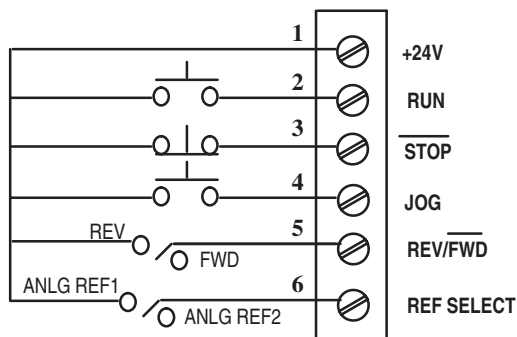 1 +24V
2 RUN
3 STOP
4 JOG
REV FWD 5 REV/FWD
ANLG REF1 ANLG REF2 6 REF SELECT